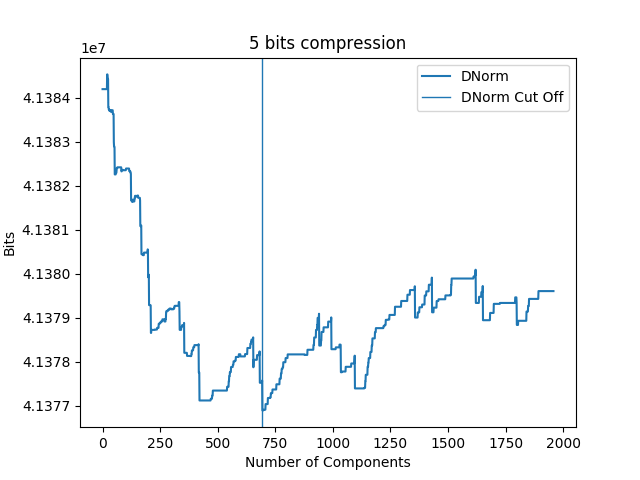 5 bits compression
1e7
4.1384
4.1383
4.1382
4.1381
4.1380
4.1379
4.1378
4.1377
Bits
DNorm
DNorm Cut Off
0 250 500 750 1000 1250 1500 1750 2000
Number of Components